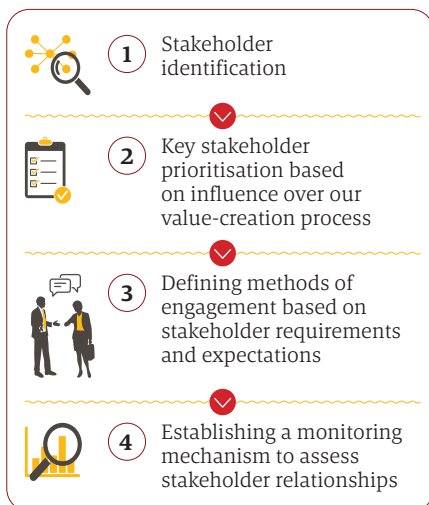 1
Stakeholder
identification
2
Key stakeholder
prioritisation based
on influence over our
value-creation process
3
Defining methods of
engagement based on
stakeholder requirements
and expectations
4
Establishing a monitoring
mechanism to assess
stakeholder relationships